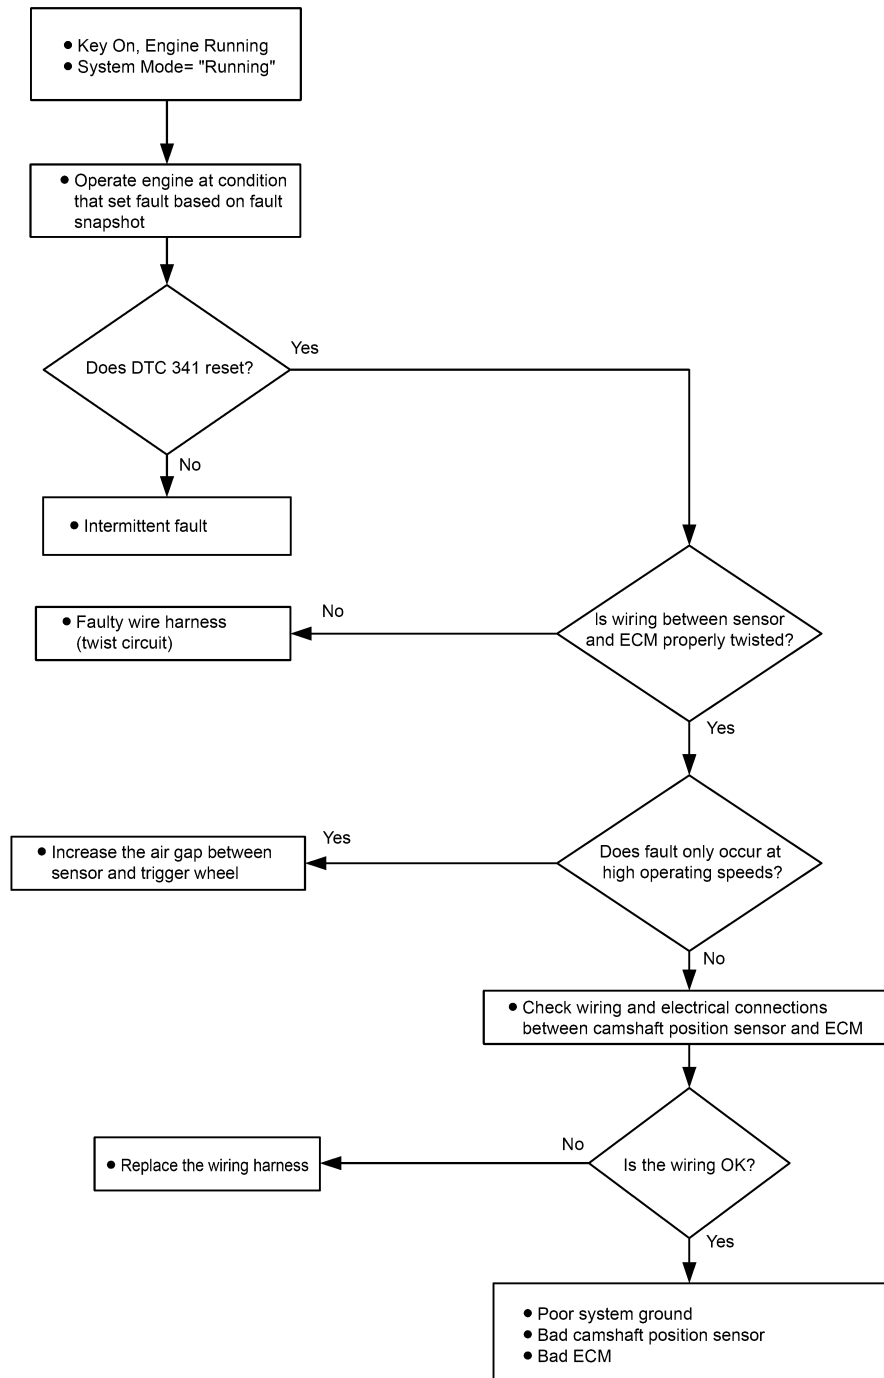 ● Key On, Engine Running
● System Mode= "Running"
● Operate engine at condition
that set fault based on fault
snapshot
Does DTC 341 reset?
Yes
No
● Intermittent fault
Is wiring between sensor
and ECM properly twisted?
No
● Faulty wire harness
(twist circuit)
Yes
Does fault only occur at
high operating speeds?
Yes
● Increase the air gap between
sensor and trigger wheel
No
● Check wiring and electrical connections
between camshaft position sensor and ECM
Is the wiring OK?
No
● Replace the wiring harness
Yes
● Poor system ground
● Bad camshaft position sensor
● Bad ECM